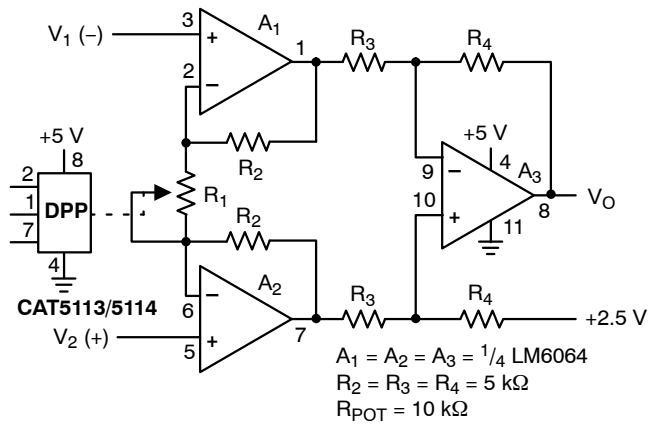 V1 (−)
3
+
A1
1
2
−
R3
R4
R2
+5 V
8
2
1
7
DPP
4
R1
R2
+5 V
4
A3
9
−
10
+
8
11
VO
CAT5113/5114
6
−
A2
7
V2 (+)
5
+
R3
R4
+2.5 V
A1 = A2 = A3 = 1/4 LM6064
R2 = R3 = R4 = 5 kΩ
RPOT = 10 kΩ